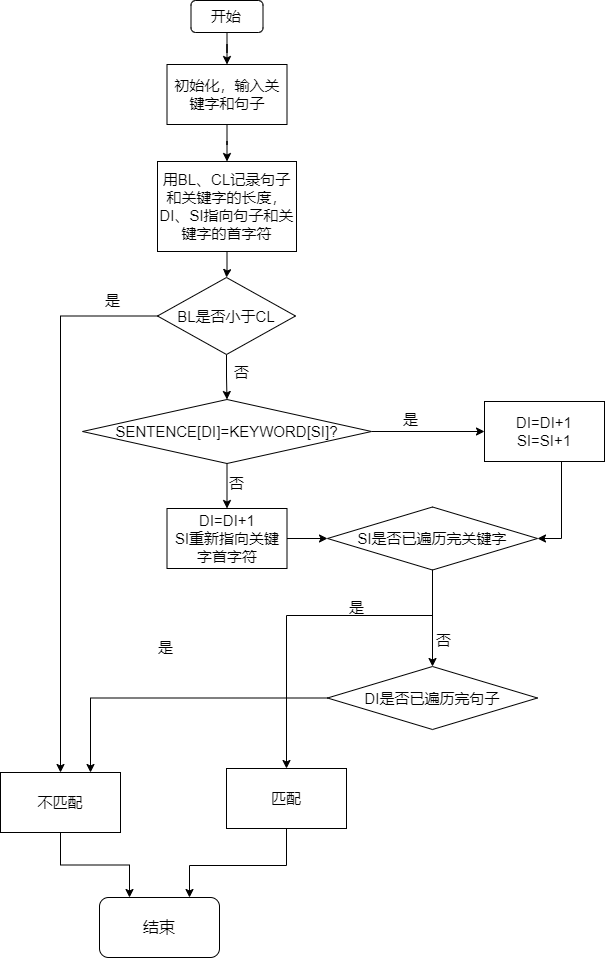 开始
初始化，输入关
键字和句子
用BL、CL记录句子
和关键字的长度，
DI、SI指向句子和关
键字的首字符
是
BL是否小于CL
否
SENTENCE[DI]=KEYWORD[SI]?
是
DI=DI+1
SI=SI+1
否
DI=DI+1
SI重新指向关键
字首字符
SI是否已遍历完关键字
是
否
是
DI是否已遍历完句子
不匹配
匹配
结束